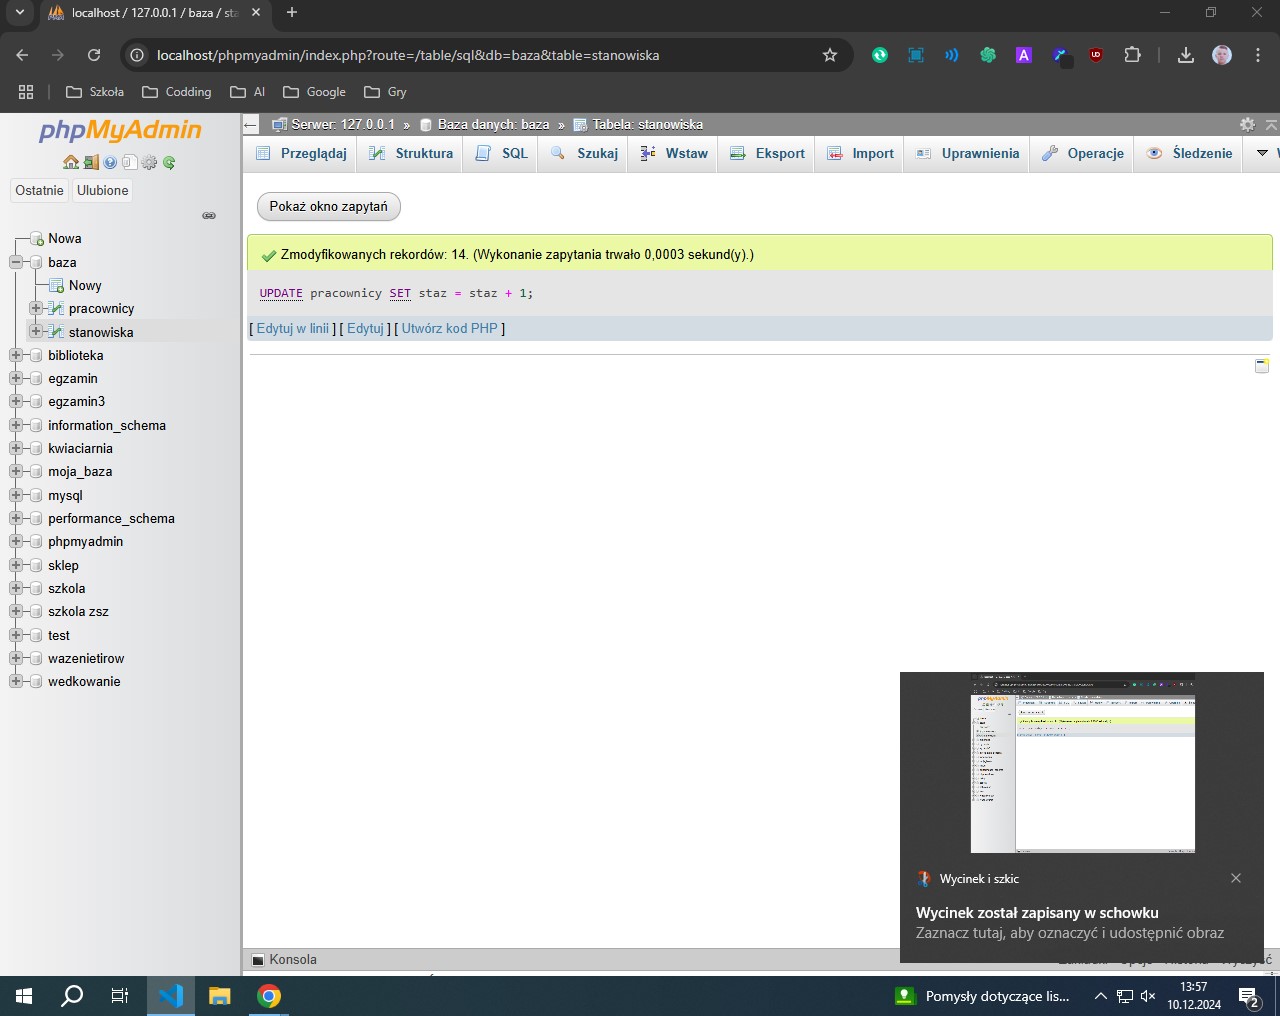 localhost / 127.0.0.1 / baza / sta
localhost/phpmyadmin/index.php?route=/table/sql&db=baza&table=stanowiska
Szkoła
Codding
AI
Google
Gry
phpMyAdmin
Ostatnie
Ulubione
Nowa
baza
Nowy
pracownicy
stanowiska
biblioteka
egzamin
egzamin3
information_schema
kwiaciarnia
moja_baza
mysql
performance_schema
phpmyadmin
sklep
szkola
szkola zsz
test
wazenietirow
wedkowanie
Serwer: 127.0.0.1 » Baza danych: baza » Tabela: stanowiska
Przeglądaj
Struktura
SQL
Szukaj
Wstaw
Eksport
Import
Uprawnienia
Operacje
Śledzenie
Pokaż okno zapytań
Zmodyfikowanych rekordów: 14. (Wykonanie zapytania trwało 0,0003 sekund(y).)
UPDATE pracownicy SET staz = staz + 1;
[ Edytuj w linii ] [ Edytuj ] [ Utwórz kod PHP ]
Wycinek i szkic
Wycinek został zapisany w schowku
Zaznacz tutaj, aby oznaczyć i udostępnić obraz
Konsola
Pomysły dotyczące lis...
13:57
10.12.2024
2